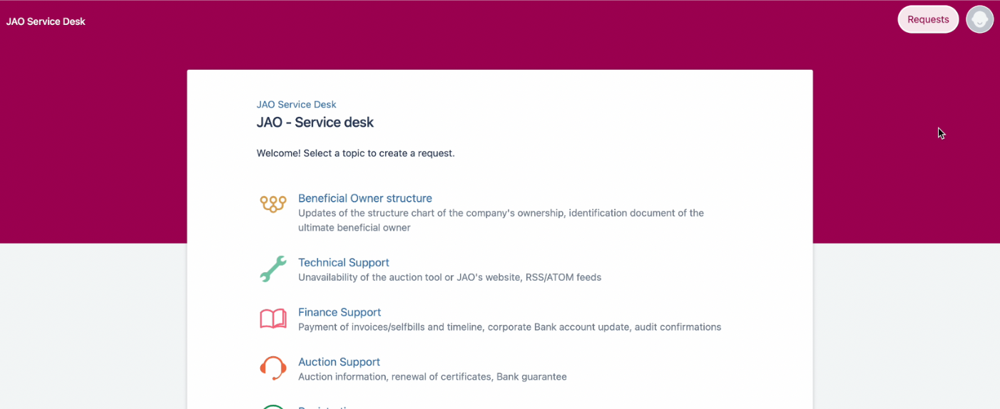 JAO Service Desk
Requests
JAO Service Desk
JAO - Service desk
Welcome! Select a topic to create a request.
Beneficial Owner structure
Updates of the structure chart of the company's ownership, identification document of the
ultimate beneficial owner
Technical Support
Unavailability of the auction tool or JAO's website, RSS/ATOM feeds
Finance Support
Payment of invoices/selfbills and timeline, corporate Bank account update, audit confirmations
Auction Support
Auction information, renewal of certificates, Bank guarantee